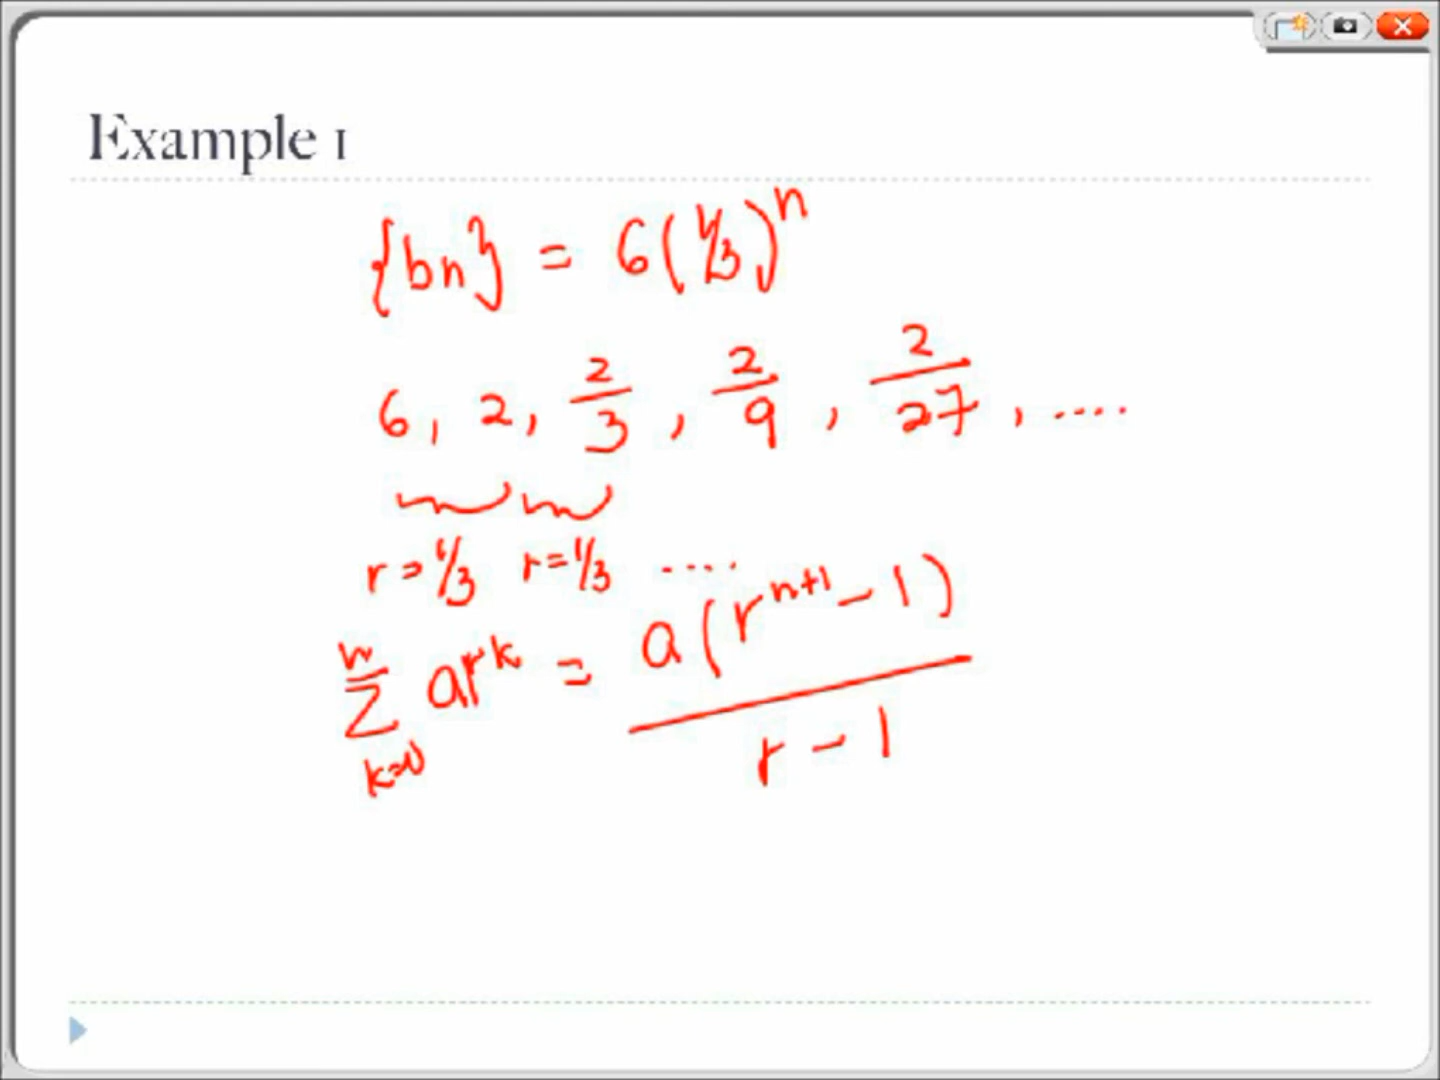 Example 1
{bn} = 6(1/3)^n
6, 2, 2/3, 2/9, 2/27, ....
r=1/3 r=1/3 ....
n∑k=0 ar^k = a(r^n+1 - 1) / r - 1